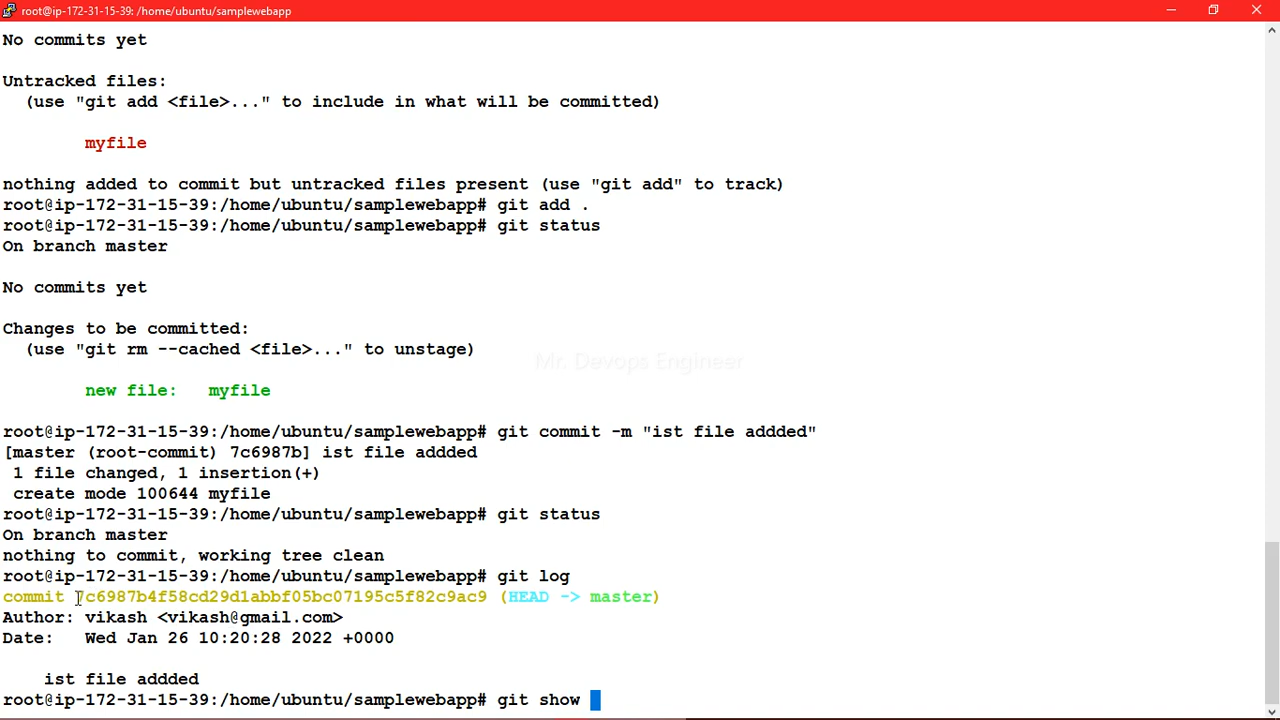 root@ip-172-31-15-39: /home/ubuntu/samplewebapp
No commits yet
Untracked files:
(use "git add <file>..." to include in what will be committed)
myfile
nothing added to commit but untracked files present (use "git add" to track)
root@ip-172-31-15-39:/home/ubuntu/samplewebapp# git add .
root@ip-172-31-15-39:/home/ubuntu/samplewebapp# git status
On branch master
No commits yet
Changes to be committed:
(use "git rm --cached <file>..." to unstage)
Mr. Devops Engineer
new file:   myfile
root@ip-172-31-15-39:/home/ubuntu/samplewebapp# git commit -m "ist file addded"
[master (root-commit) 7c6987b] ist file addded
1 file changed, 1 insertion(+)
create mode 100644 myfile
root@ip-172-31-15-39:/home/ubuntu/samplewebapp# git status
On branch master
nothing to commit, working tree clean
root@ip-172-31-15-39:/home/ubuntu/samplewebapp# git log
commit 7c6987b4f58cd29d1abbf05bc07195c5f82c9ac9 (HEAD -> master)
Author: vikash <vikash@gmail.com>
Date:   Wed Jan 26 10:20:28 2022 +0000
ist file addded
root@ip-172-31-15-39:/home/ubuntu/samplewebapp# git show